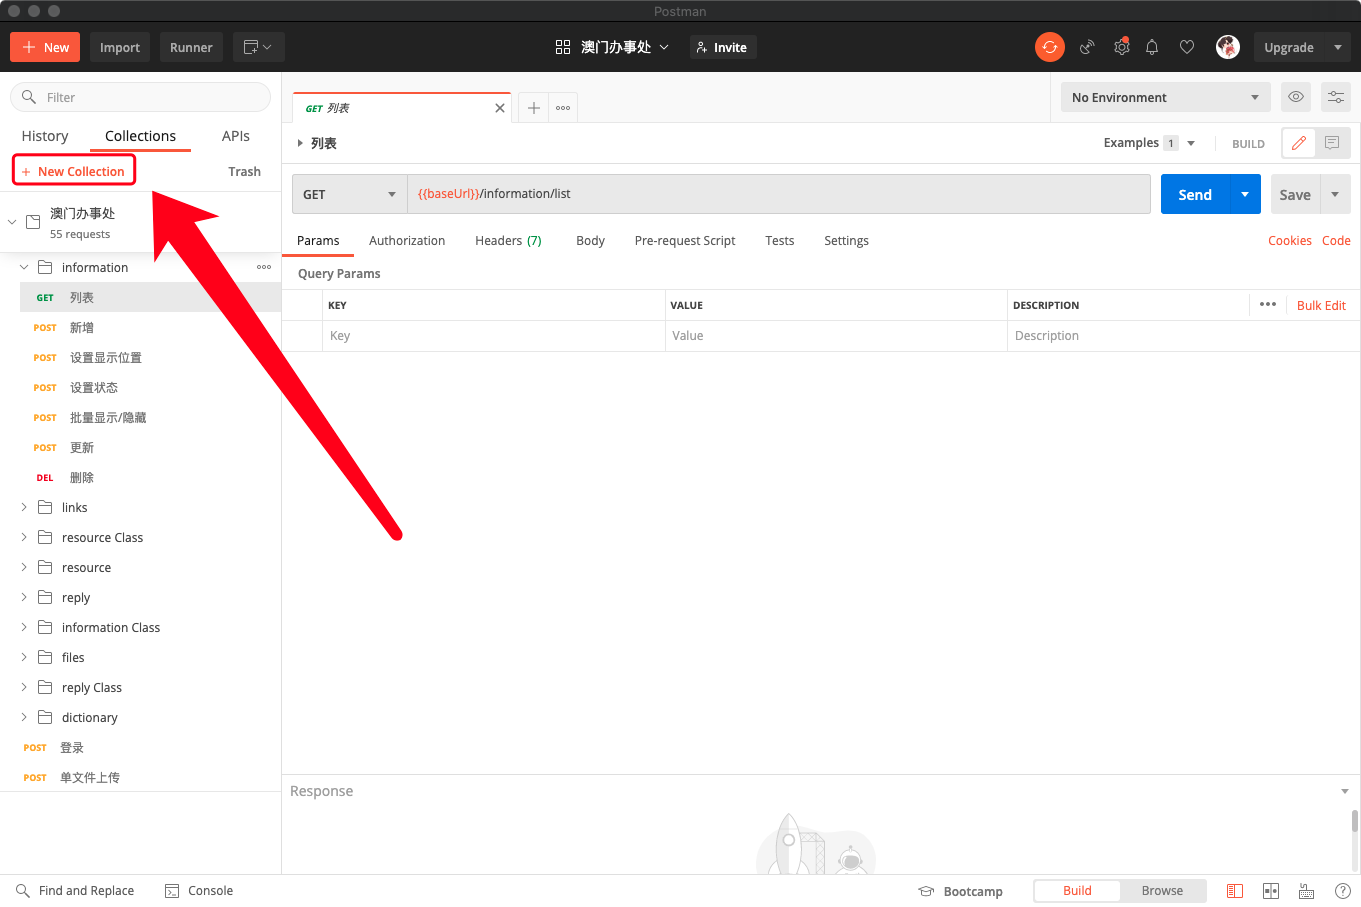 Postman
New
Import
Runner
澳门办事处
Invite
Upgrade
Filter
History
Collections
APIs
New Collection
Trash
澳门办事处
55 requests
information
GET 列表
POST 新增
POST 设置显示位置
POST 设置状态
POST 批量显示/隐藏
POST 更新
DEL 删除
links
resource Class
resource
reply
information Class
files
reply Class
dictionary
POST 登录
POST 单文件上传
GET 列表
No Environment
列表
Examples 1
BUILD
GET
{{baseUrl}}/information/list
Send
Save
Params
Authorization
Headers (7)
Body
Pre-request Script
Tests
Settings
Cookies
Code
Query Params
KEY
VALUE
DESCRIPTION
Bulk Edit
Key
Value
Description
Response
Find and Replace
Console
Bootcamp
Build
Browse